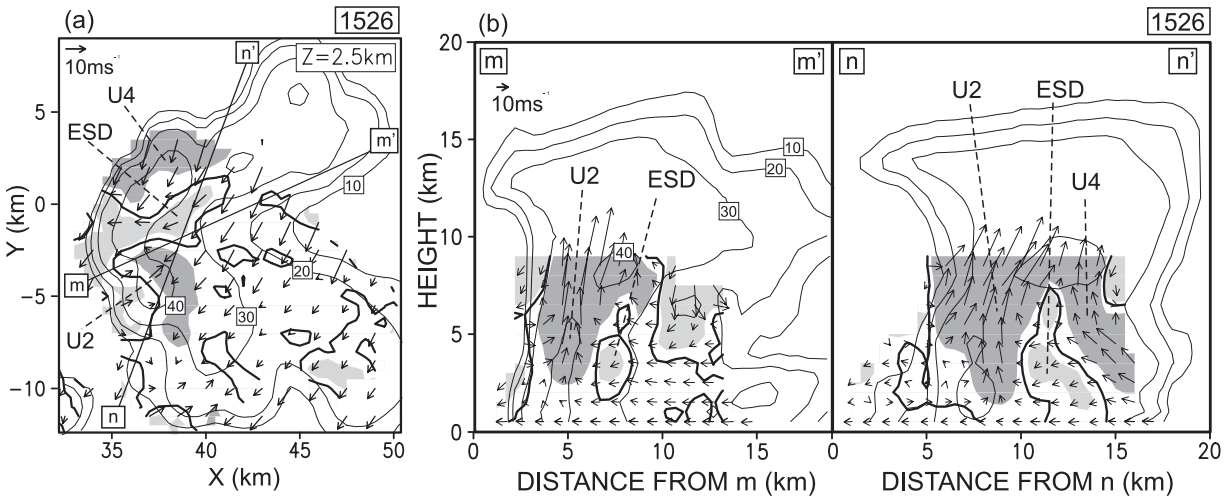 (a)
1526
10ms⁻¹
n'
Z=2.5km
U4
ESD
m'
10
m
20
40
30
U2
n
5
0
−5
−10
Y (km)
35
40
45
50
X (km)
(b)
1526
20
15
10
5
0
HEIGHT (km)
m
m'
10ms⁻¹
U2
ESD
10
20
30
40
0
5
10
15
DISTANCE FROM m (km)
n
n'
U2
ESD
U4
0
5
10
15
20
DISTANCE FROM n (km)